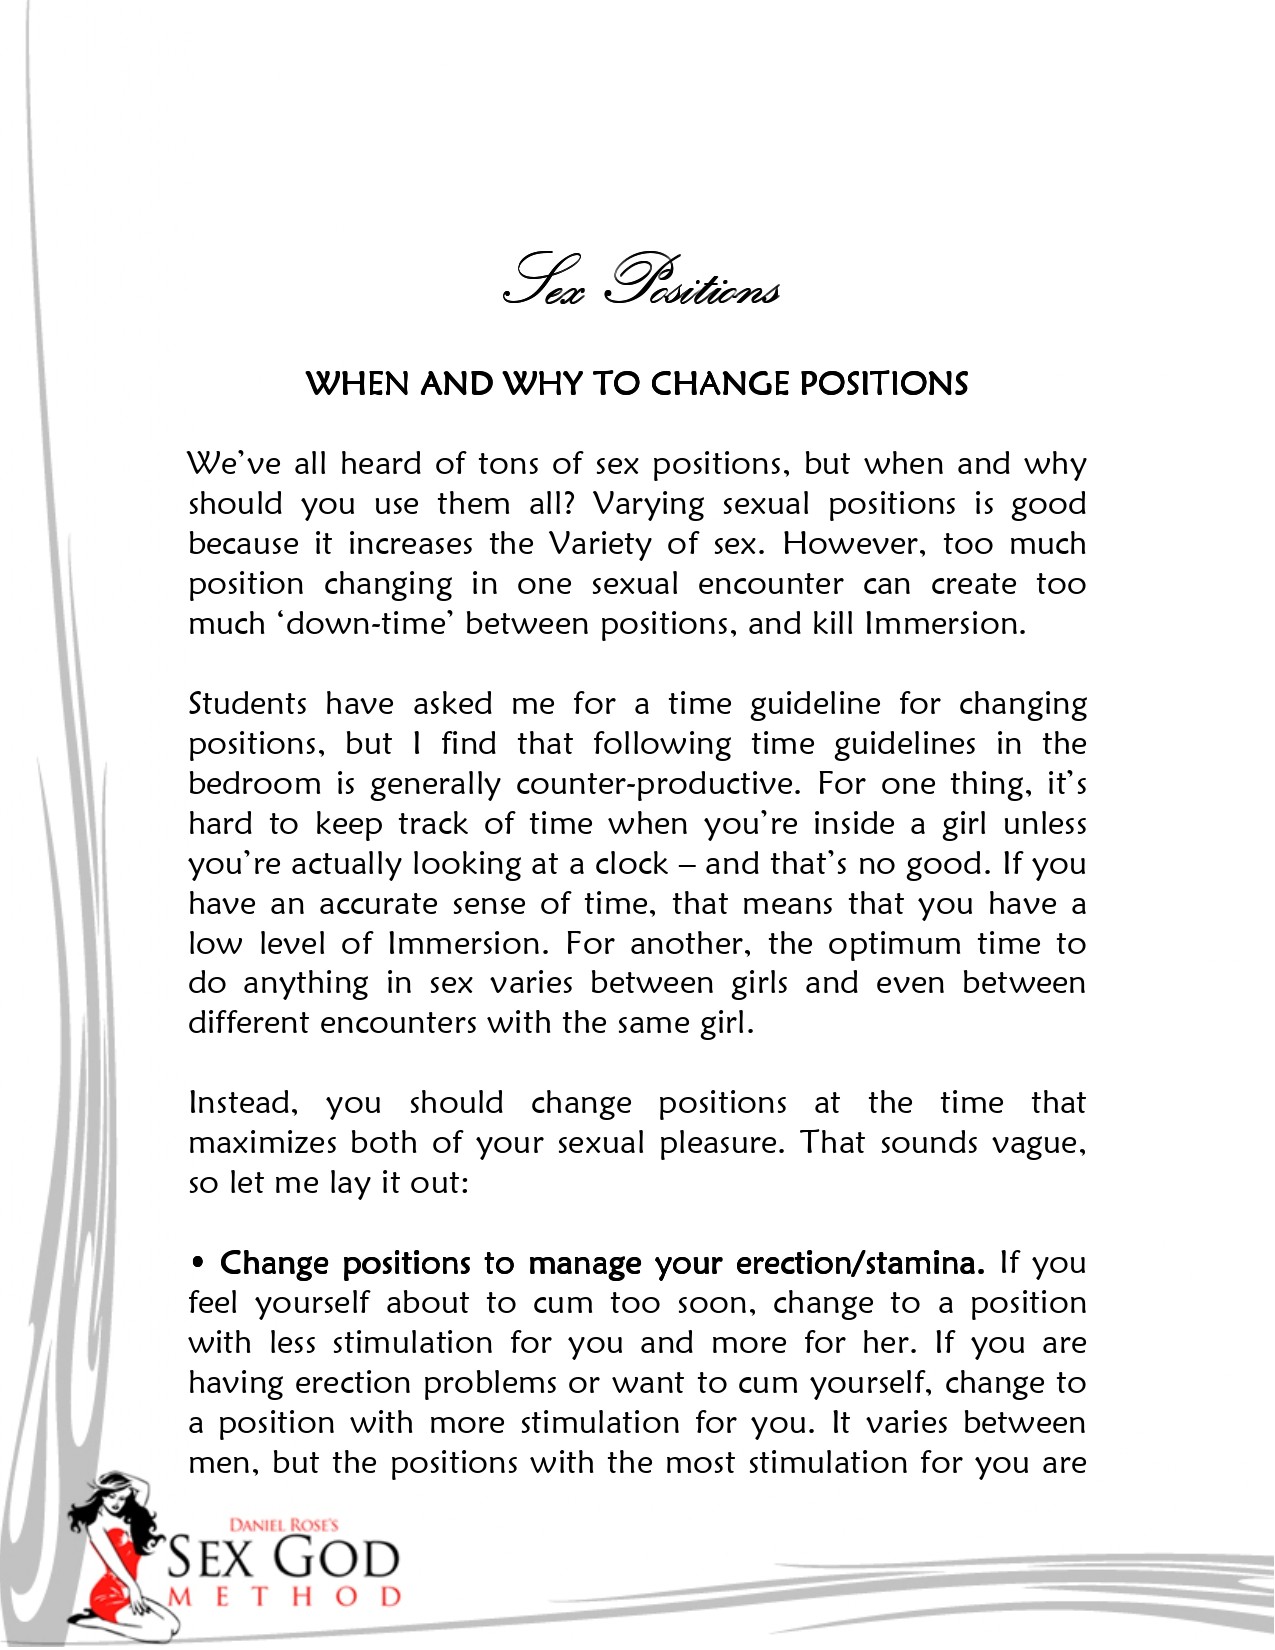 Sex Positions
WHEN AND WHY TO CHANGE POSITIONS
We’ve all heard of tons of sex positions, but when and why
should you use them all? Varying sexual positions is good
because it increases the Variety of sex. However, too much
position changing in one sexual encounter can create too
much ‘down-time’ between positions, and kill Immersion.
Students have asked me for a time guideline for changing
positions, but I find that following time guidelines in the
bedroom is generally counter-productive. For one thing, it’s
hard to keep track of time when you’re inside a girl unless
you’re actually looking at a clock – and that’s no good. If you
have an accurate sense of time, that means that you have a
low level of Immersion. For another, the optimum time to
do anything in sex varies between girls and even between
different encounters with the same girl.
Instead, you should change positions at the time that
maximizes both of your sexual pleasure. That sounds vague,
so let me lay it out:
• Change positions to manage your erection/stamina. If you
feel yourself about to cum too soon, change to a position
with less stimulation for you and more for her. If you are
having erection problems or want to cum yourself, change to
a position with more stimulation for you. It varies between
men, but the positions with the most stimulation for you are
DANIEL ROSE’S
SEX GOD
METHOD